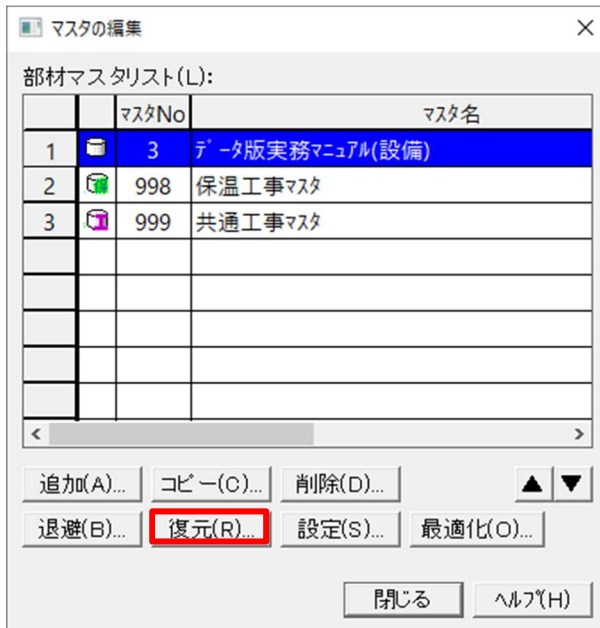 マスタの編集
部材マスタリスト(L):
ﾏｽﾀNo ﾏｽﾀ名
1 3 ﾃﾞｰﾀ版実務ﾏﾆｭｱﾙ(設備)
2 998 保温工事ﾏｽﾀ
3 999 共通工事ﾏｽﾀ
追加(A)... コピー(C)... 削除(D)... ▲ ▼
退避(B)... 復元(R)... 設定(S)... 最適化(O)...
閉じる ﾍﾙﾌﾟ(H)